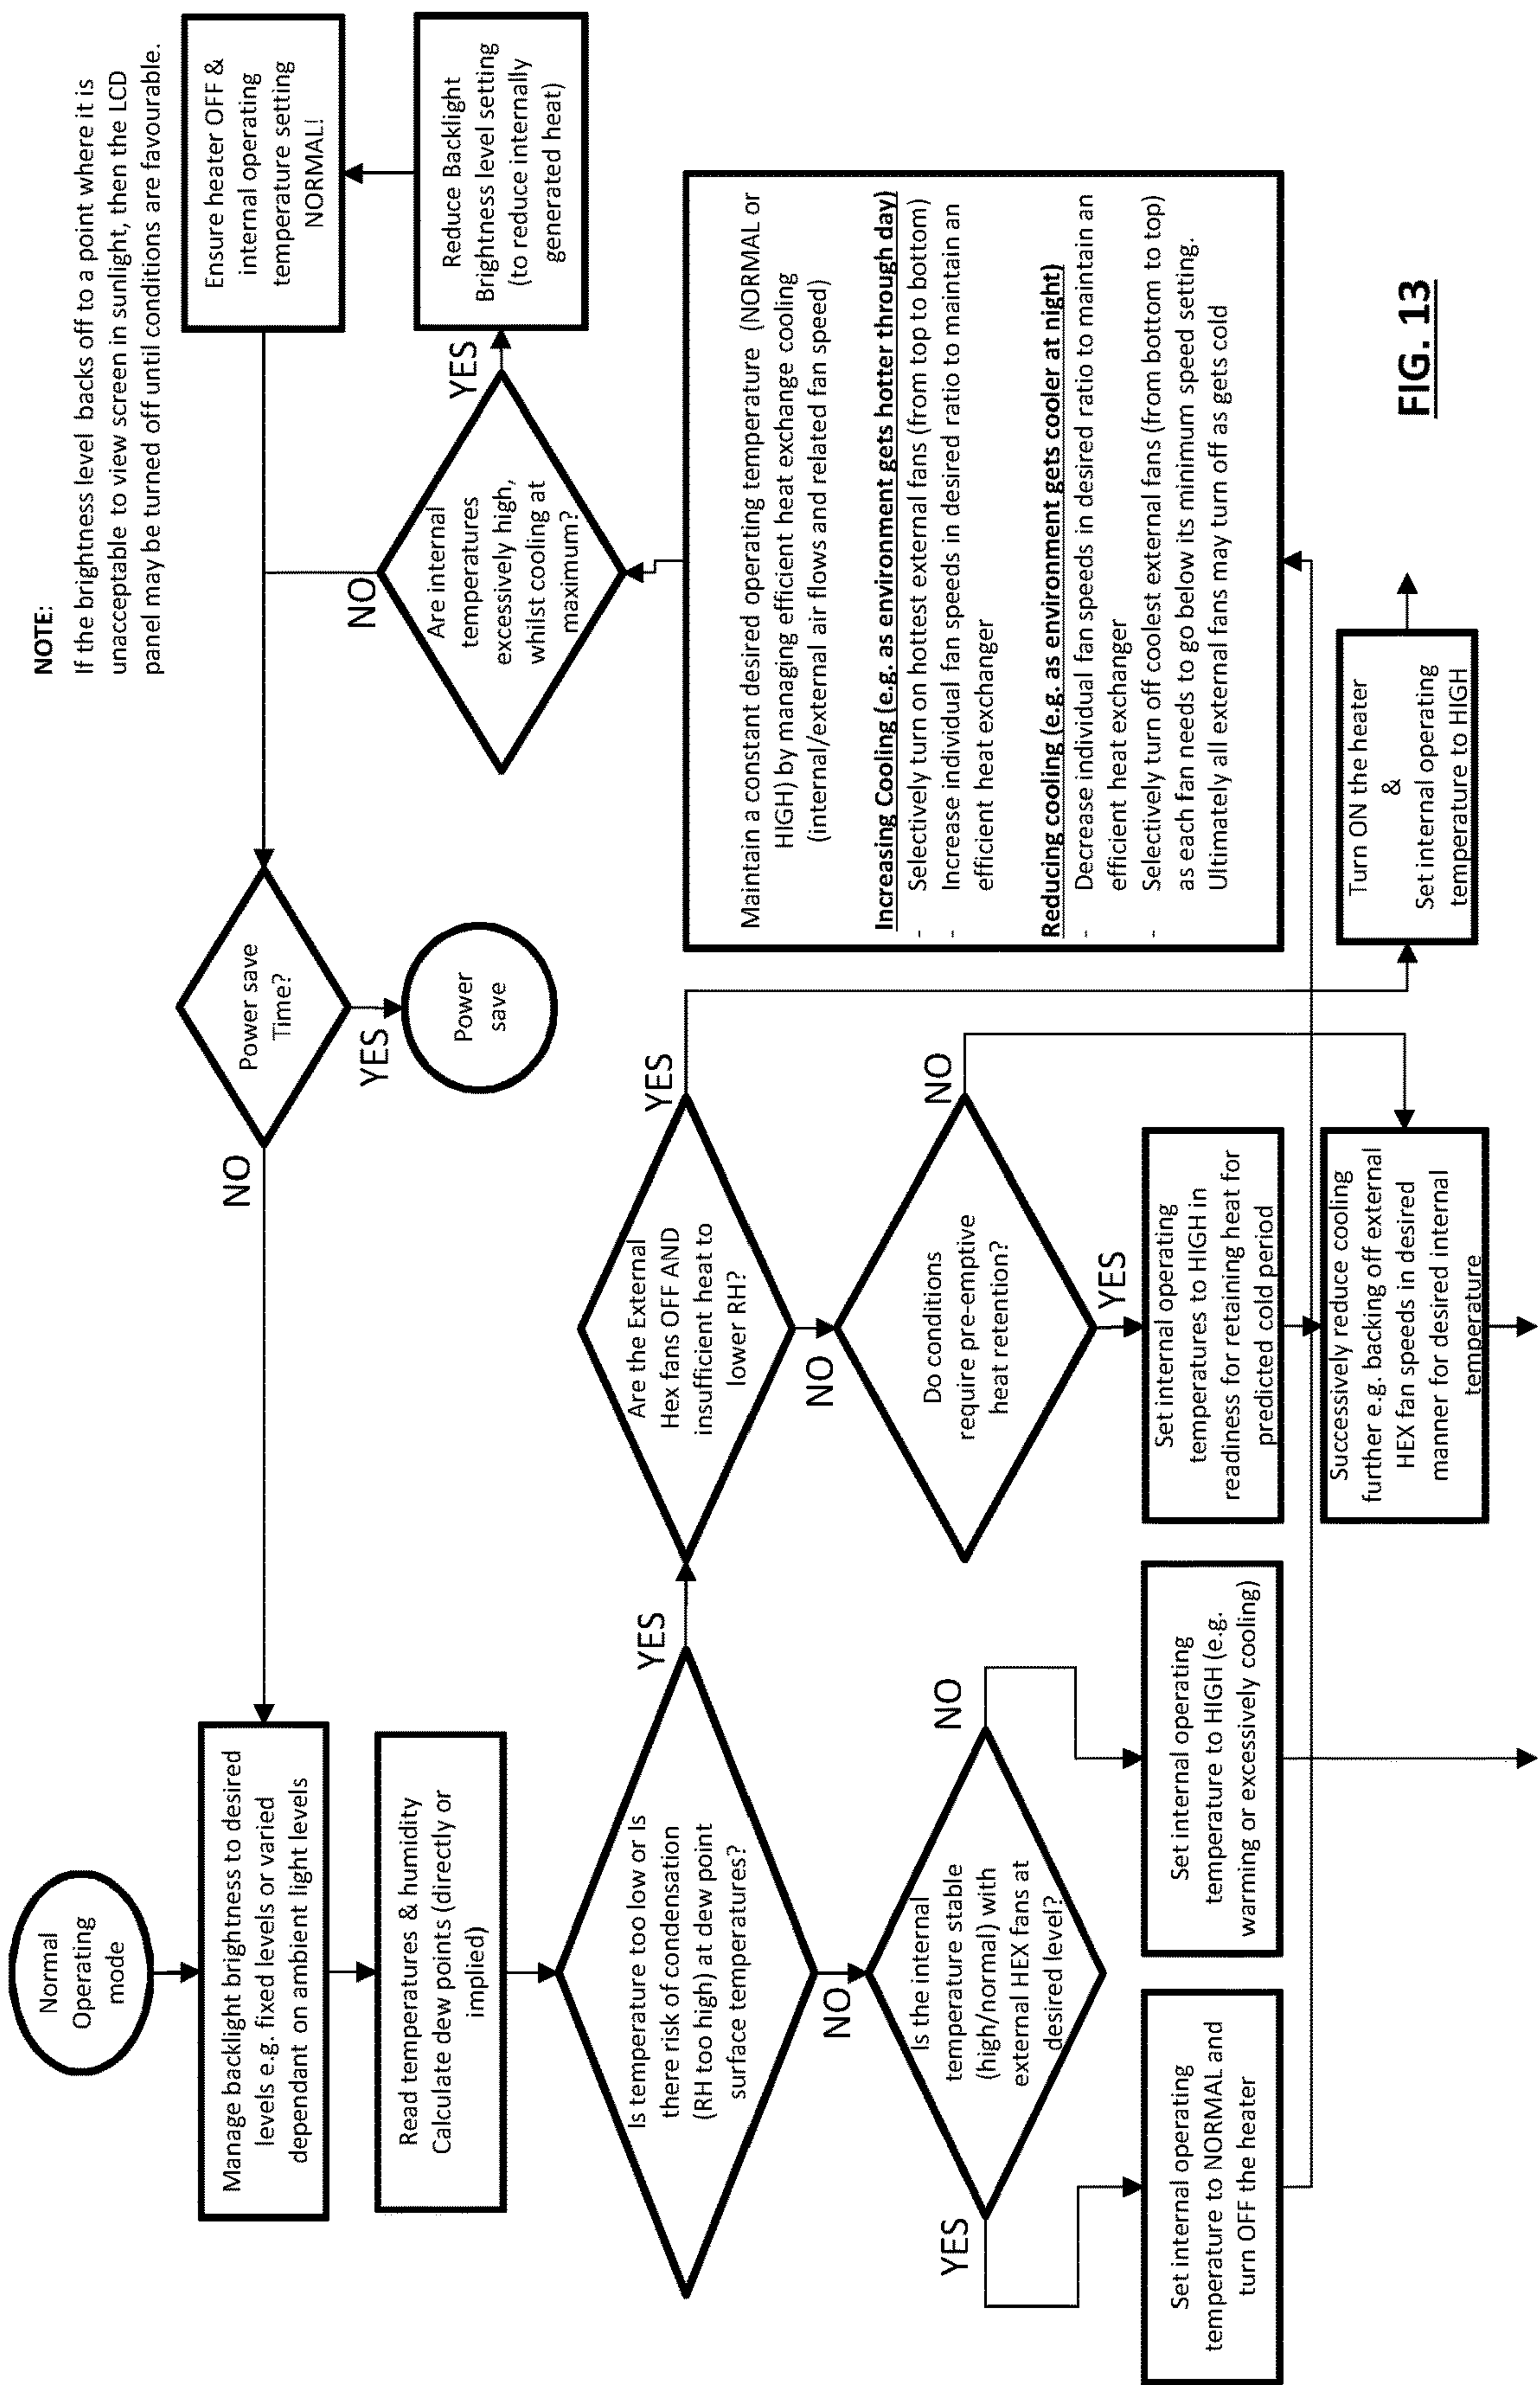 Normal
Operating
mode
Manage backlight brightness to desired
levels e.g. fixed levels or varied
dependant on ambient light levels
Read temperatures & humidity
Calculate dew points (directly or
implied)
Is temperature too low or Is
there risk of condensation
(RH too high) at dew point
surface temperatures?
YES
NO
Is the internal
temperature stable
(high/normal) with
external HEX fans at
desired level?
YES
NO
Set internal operating
temperature to NORMAL and
turn OFF the heater
Set internal operating
temperature to HIGH (e.g.
warming or excessively cooling)
Are the External
Hex fans OFF AND
insufficient heat to
lower RH?
YES
NO
Do conditions
require pre-emptive
heat retention?
NO
YES
Set internal operating
temperatures to HIGH in
readiness for retaining heat for
predicted cold period
Successively reduce cooling
further e.g. backing off external
HEX fan speeds in desired
manner for desired internal
temperature
Power save
Time?
NO
YES
Power
save
NOTE:
If the brightness level backs off to a point where it is
unacceptable to view screen in sunlight, then the LCD
panel may be turned off until conditions are favourable.
Ensure heater OFF &
internal operating
temperature setting
NORMAL!
Reduce Backlight
Brightness level setting
(to reduce internally
generated heat)
YES
NO
Are internal
temperatures
excessively high,
whilst cooling at
maximum?
Maintain a constant desired operating temperature (NORMAL or
HIGH) by managing efficient heat exchange cooling
(internal/external air flows and related fan speed)
Increasing Cooling (e.g. as environment gets hotter through day)
- Selectively turn on hottest external fans (from top to bottom)
- Increase individual fan speeds in desired ratio to maintain an
efficient heat exchanger
Reducing cooling (e.g. as environment gets cooler at night)
- Decrease individual fan speeds in desired ratio to maintain an
efficient heat exchanger
- Selectively turn off coolest external fans (from bottom to top)
as each fan needs to go below its minimum speed setting.
Ultimately all external fans may turn off as gets cold
Turn ON the heater
&
Set internal operating
temperature to HIGH
FIG. 13